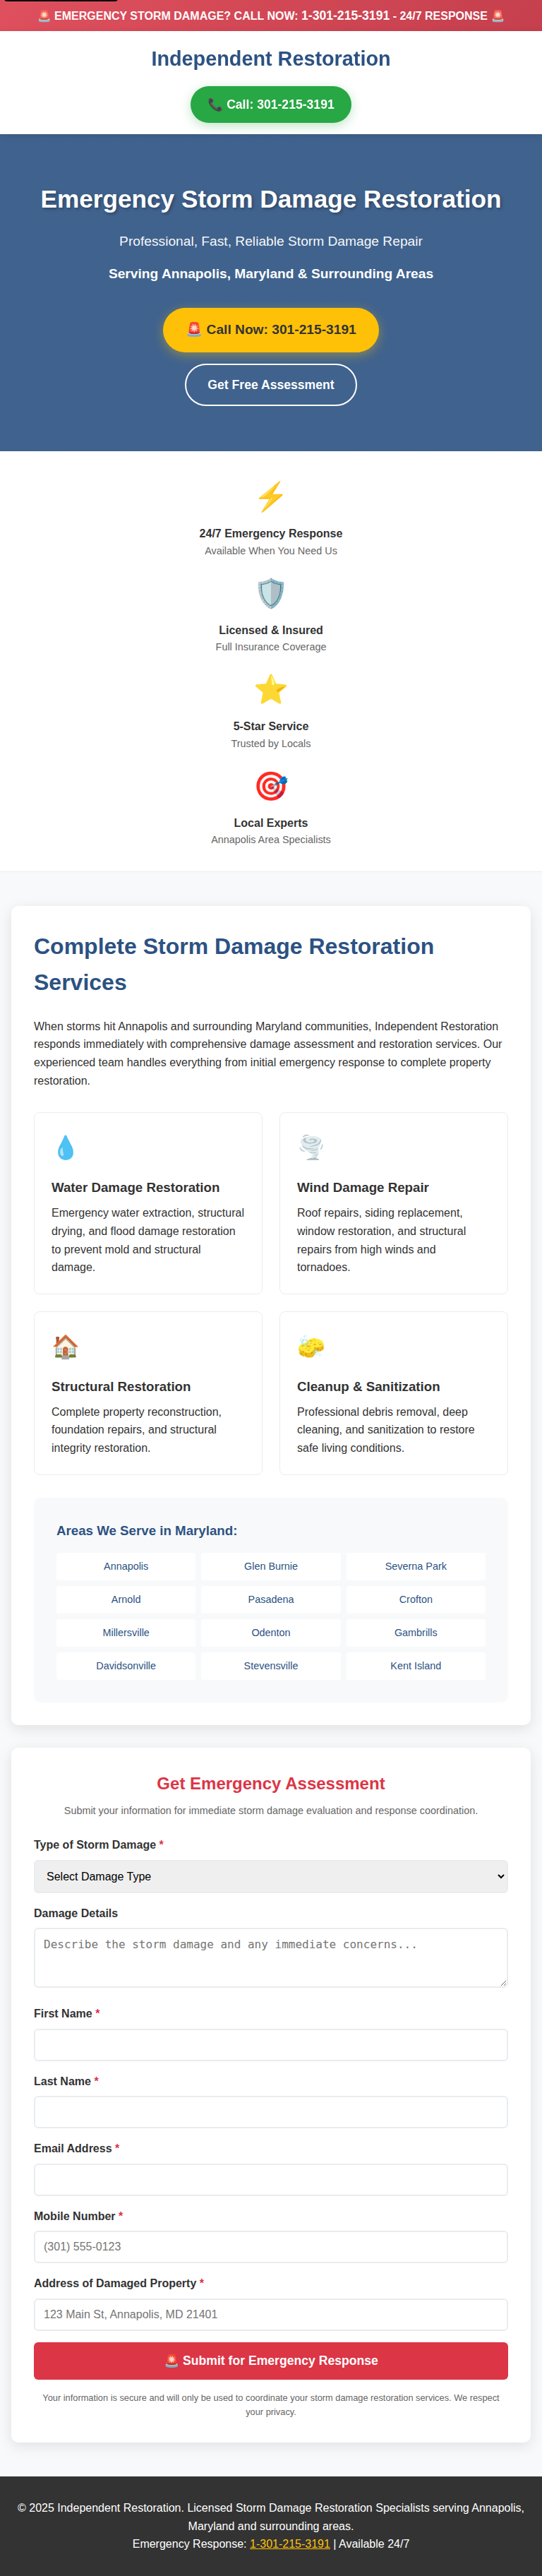 🚨 EMERGENCY STORM DAMAGE? CALL NOW: 1-301-215-3191 - 24/7 RESPONSE 🚨
Independent Restoration
📞 Call: 301-215-3191
Emergency Storm Damage Restoration
Professional, Fast, Reliable Storm Damage Repair
Serving Annapolis, Maryland & Surrounding Areas
🚨 Call Now: 301-215-3191
Get Free Assessment
24/7 Emergency Response
Available When You Need Us
Licensed & Insured
Full Insurance Coverage
5-Star Service
Trusted by Locals
Local Experts
Annapolis Area Specialists
Complete Storm Damage Restoration
Services
When storms hit Annapolis and surrounding Maryland communities, Independent Restoration
responds immediately with comprehensive damage assessment and restoration services. Our
experienced team handles everything from initial emergency response to complete property
restoration.
Water Damage Restoration
Emergency water extraction, structural
drying, and flood damage restoration
to prevent mold and structural
damage.
Wind Damage Repair
Roof repairs, siding replacement,
window restoration, and structural
repairs from high winds and
tornadoes.
Structural Restoration
Complete property reconstruction,
foundation repairs, and structural
integrity restoration.
Cleanup & Sanitization
Professional debris removal, deep
cleaning, and sanitization to restore
safe living conditions.
Areas We Serve in Maryland:
Annapolis
Glen Burnie
Severna Park
Arnold
Pasadena
Crofton
Millersville
Odenton
Gambrills
Davidsonville
Stevensville
Kent Island
Get Emergency Assessment
Submit your information for immediate storm damage evaluation and response coordination.
Type of Storm Damage *
Select Damage Type
Damage Details
Describe the storm damage and any immediate concerns...
First Name *
Last Name *
Email Address *
Mobile Number *
(301) 555-0123
Address of Damaged Property *
123 Main St, Annapolis, MD 21401
🚨 Submit for Emergency Response
Your information is secure and will only be used to coordinate your storm damage restoration services. We respect
your privacy.
© 2025 Independent Restoration. Licensed Storm Damage Restoration Specialists serving Annapolis,
Maryland and surrounding areas.
Emergency Response: 1-301-215-3191 | Available 24/7